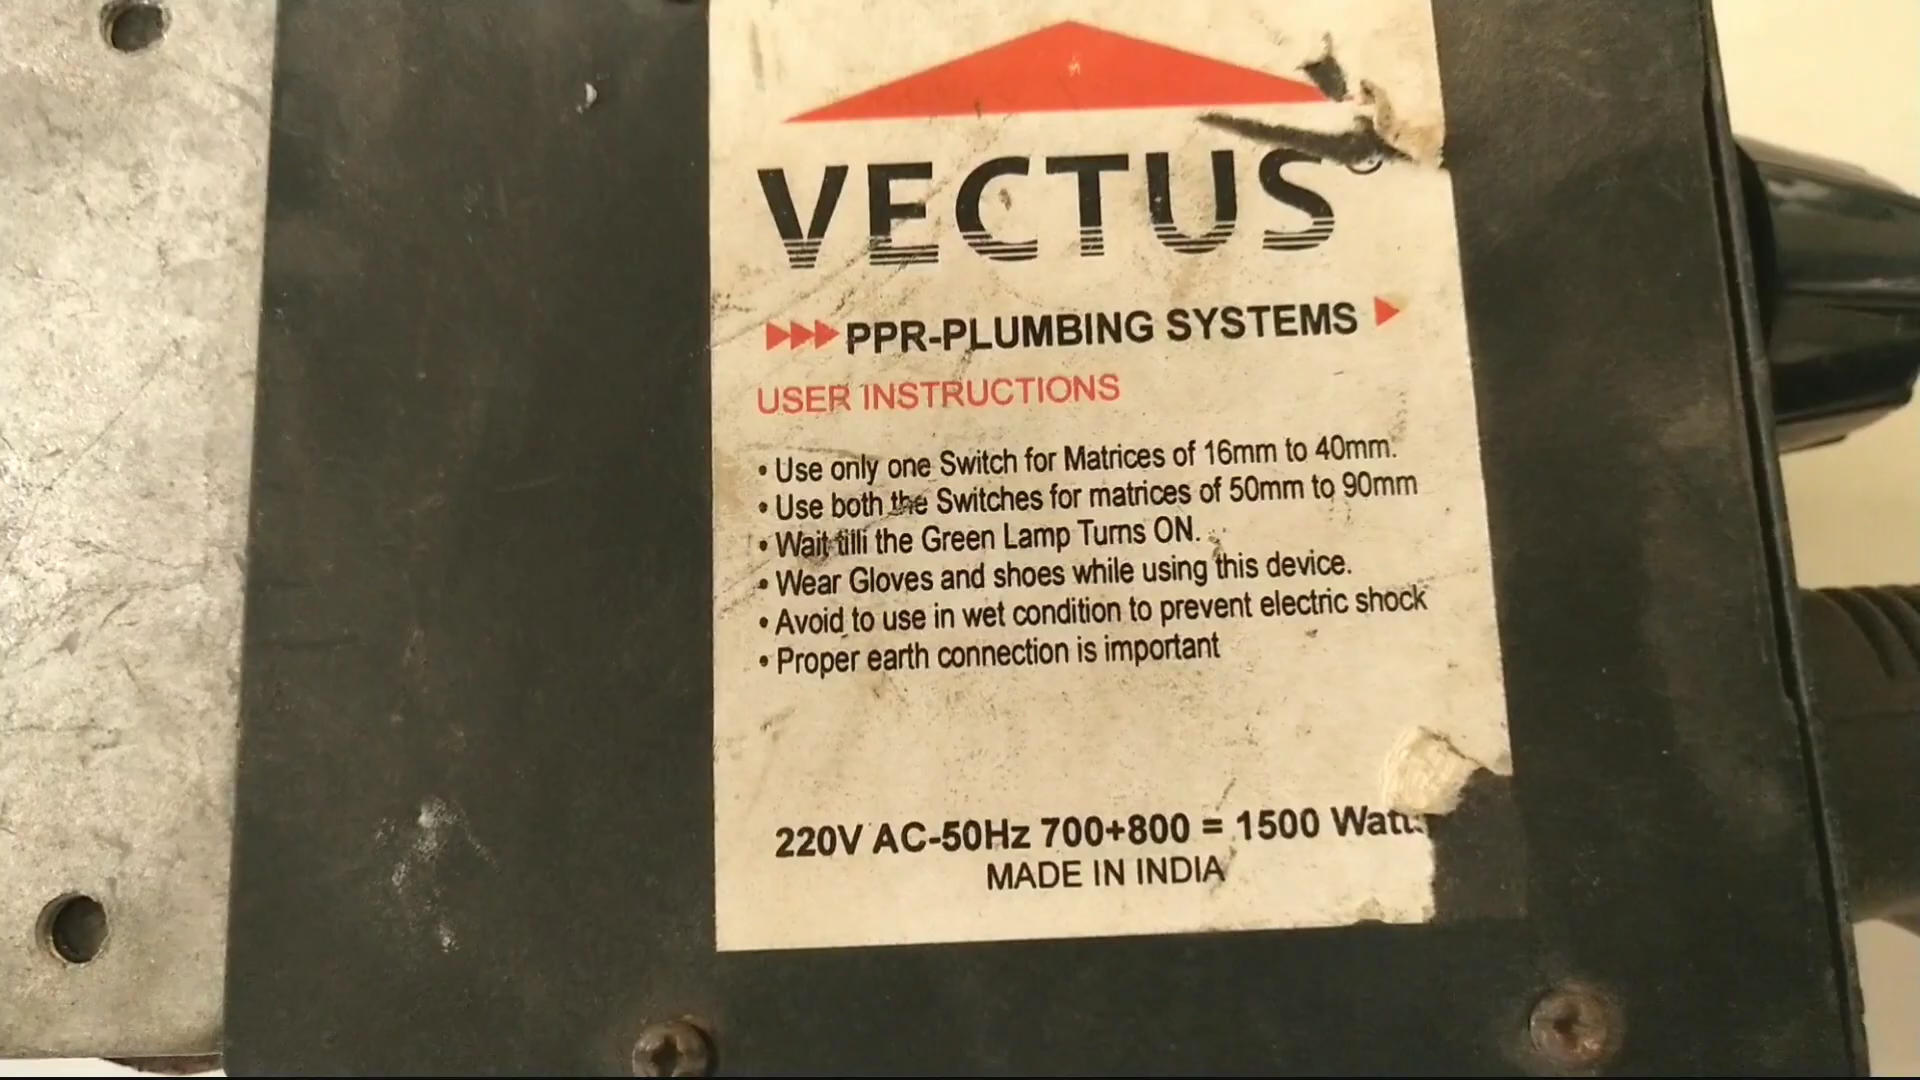 VECTUS®
PPR-PLUMBING SYSTEMS
USER INSTRUCTIONS
• Use only one Switch for Matrices of 16mm to 40mm.
• Use both the Switches for matrices of 50mm to 90mm
• Wait tilli the Green Lamp Turns ON.
• Wear Gloves and shoes while using this device.
• Avoid to use in wet condition to prevent electric shock
• Proper earth connection is important
220V AC-50Hz 700+800 = 1500 Watts
MADE IN INDIA